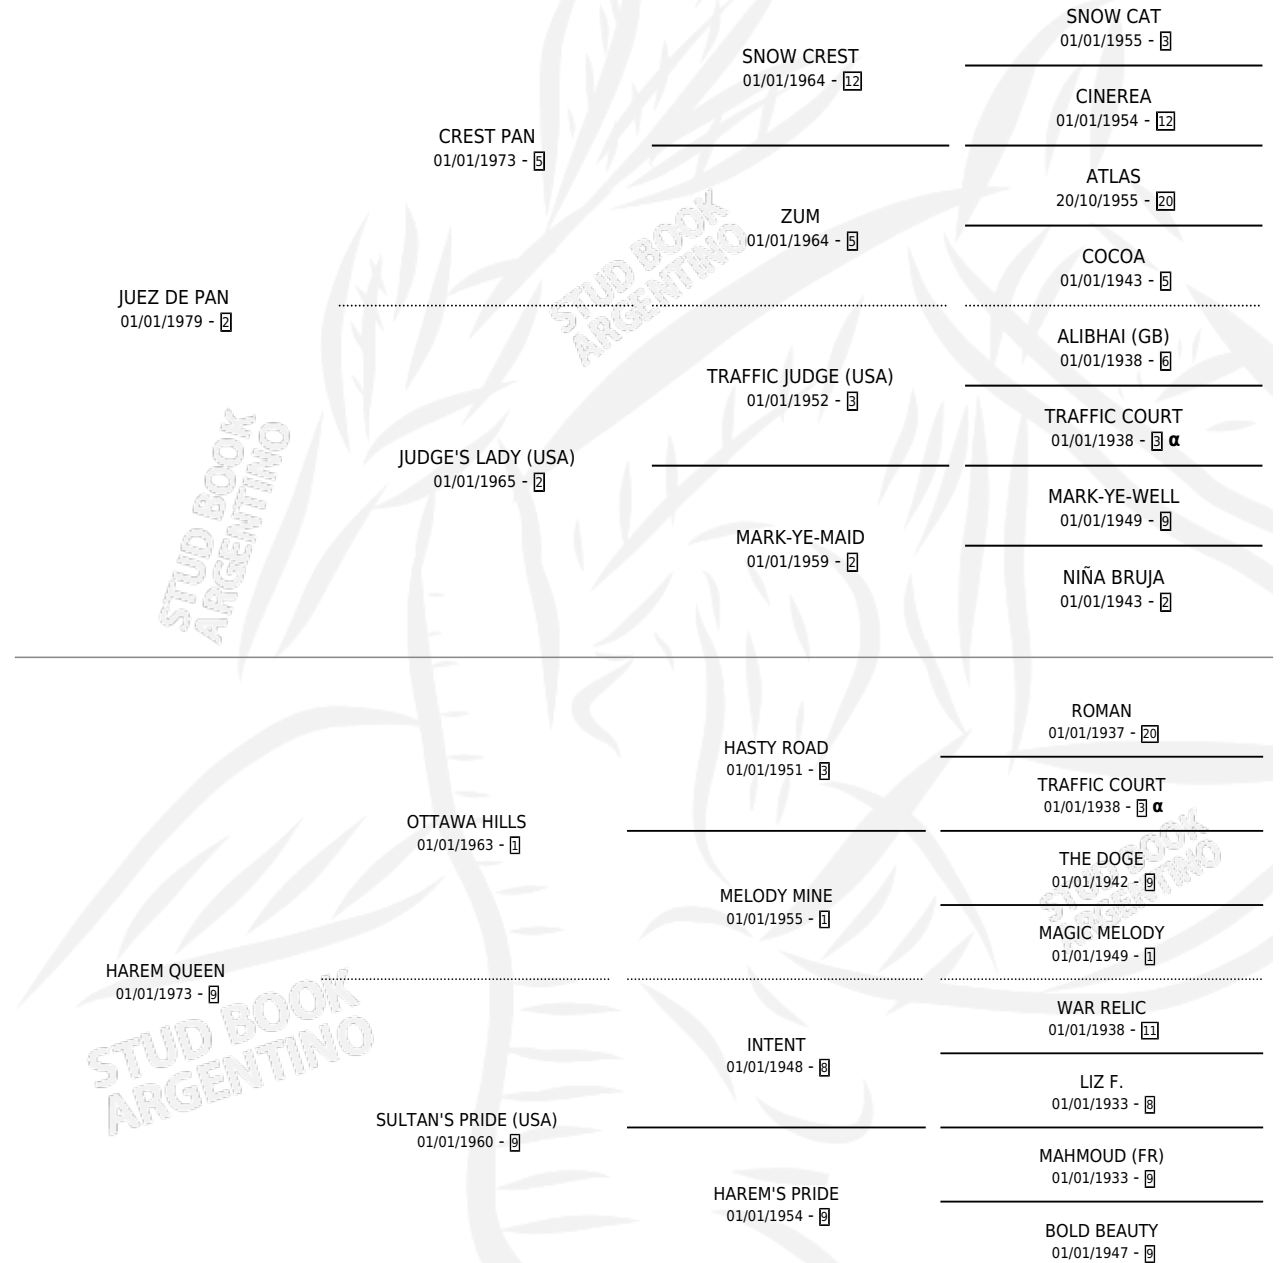 JUEZ DE PAN
01/01/1979 - 2
CREST PAN
01/01/1973 - 5
SNOW CREST
01/01/1964 - 12
SNOW CAT
01/01/1955 - 3
CINEREA
01/01/1954 - 12
ZUM
01/01/1964 - 5
ATLAS
20/10/1955 - 20
COCOA
01/01/1943 - 5
JUDGE'S LADY (USA)
01/01/1965 - 2
TRAFFIC JUDGE (USA)
01/01/1952 - 3
ALIBHAI (GB)
01/01/1938 - 6
TRAFFIC COURT
01/01/1938 - 3 α
MARK-YE-MAID
01/01/1959 - 2
MARK-YE-WELL
01/01/1949 - 9
NIÑA BRUJA
01/01/1943 - 2
HAREM QUEEN
01/01/1973 - 9
OTTAWA HILLS
01/01/1963 - 1
HASTY ROAD
01/01/1951 - 3
ROMAN
01/01/1937 - 20
TRAFFIC COURT
01/01/1938 - 3 α
MELODY MINE
01/01/1955 - 1
THE DOGE
01/01/1942 - 9
MAGIC MELODY
01/01/1949 - 1
SULTAN'S PRIDE (USA)
01/01/1960 - 9
INTENT
01/01/1948 - 8
WAR RELIC
01/01/1938 - 11
LIZ F.
01/01/1933 - 8
HAREM'S PRIDE
01/01/1954 - 9
MAHMOUD (FR)
01/01/1933 - 9
BOLD BEAUTY
01/01/1947 - 9
STUD BOOK
ARGENTINO
STUD BOOK
ARGENTINO
STUD BOOK
ARGENTINO
STUD BOOK
ARGENTINO